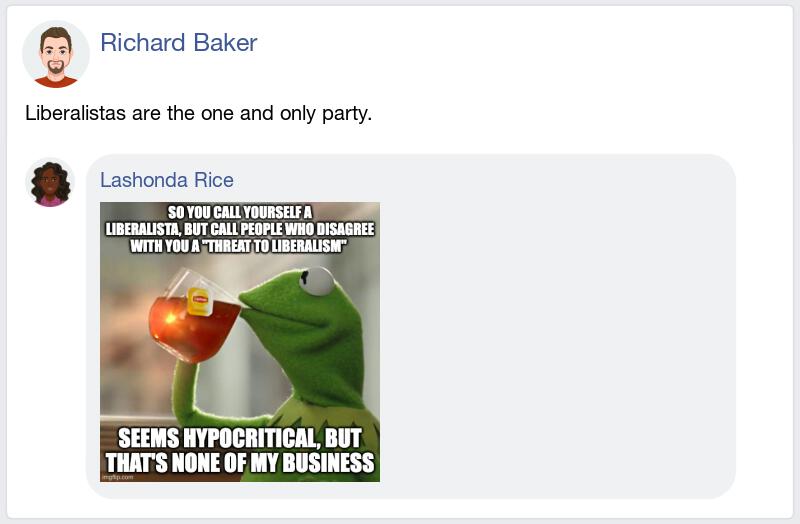 Richard Baker
Liberalistas are the one and only party.
Lashonda Rice
SO YOU CALL YOURSELF A
LIBERALISTA, BUT CALL PEOPLE WHO DISAGREE
WITH YOU A "THREAT TO LIBERALISM"
Lipton
SEEMS HYPOCRITICAL, BUT
THAT'S NONE OF MY BUSINESS
imgflip.com